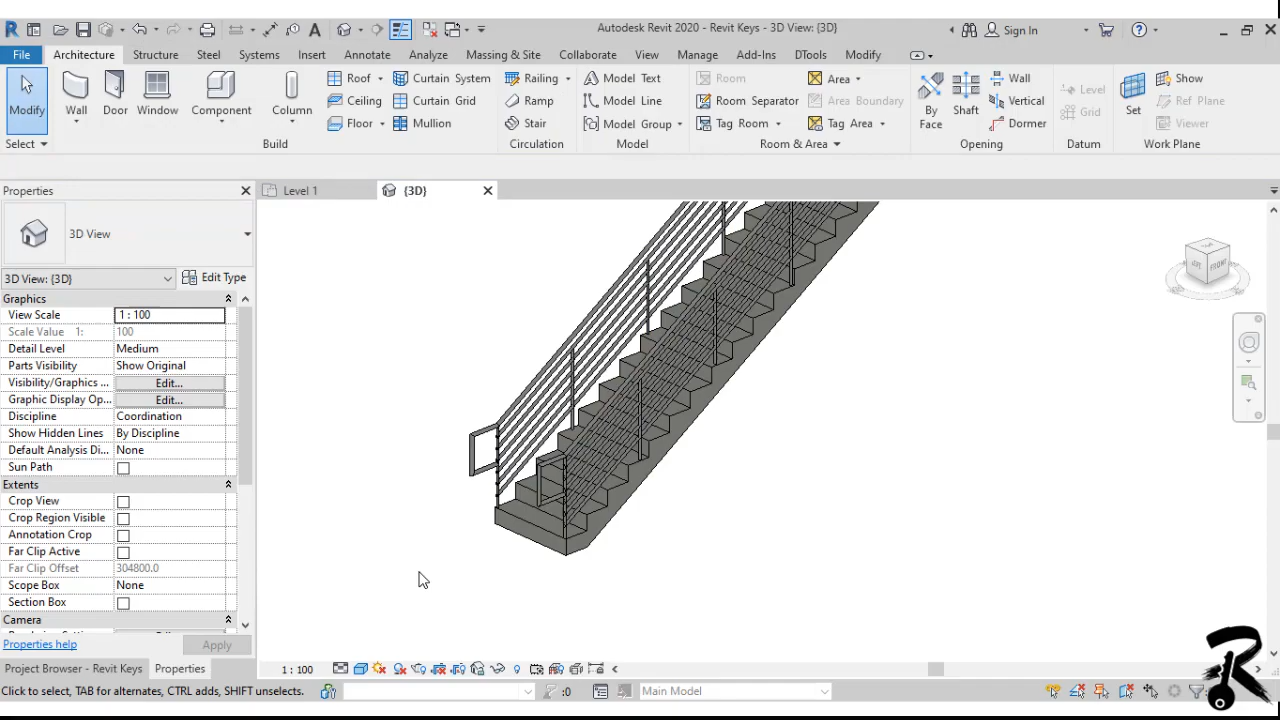 Autodesk Revit 2020 - Revit Keys - 3D View: {3D}
Sign In
File Architecture Structure Steel Systems Insert Annotate Analyze Massing & Site Collaborate View Manage Add-Ins DTools Modify
Modify
Wall
Door
Window
Component
Column
Roof
Ceiling
Floor
Curtain System
Curtain Grid
Mullion
Railing
Ramp
Stair
Model Text
Model Line
Model Group
Room
Room Separator
Tag Room
Area
Area Boundary
Tag Area
By
Face
Shaft
Wall
Vertical
Dormer
Level
Grid
Set
Show
Ref Plane
Viewer
Select Build Circulation Model Room & Area Opening Datum Work Plane
Properties
Level 1
{3D}
3D View
3D View: {3D}
Edit Type
Graphics
View Scale 1 : 100
Scale Value 1: 100
Detail Level Medium
Parts Visibility Show Original
Visibility/Graphics ... Edit...
Graphic Display Op... Edit...
Discipline Coordination
Show Hidden Lines By Discipline
Default Analysis Di... None
Sun Path
Extents
Crop View
Crop Region Visible
Annotation Crop
Far Clip Active
Far Clip Offset 304800.0
Scope Box None
Section Box
Camera
Properties help
Apply
FRONT
Project Browser - Revit Keys
Properties
1 : 100
Click to select, TAB for alternates, CTRL adds, SHIFT unselects.
:0
Main Model